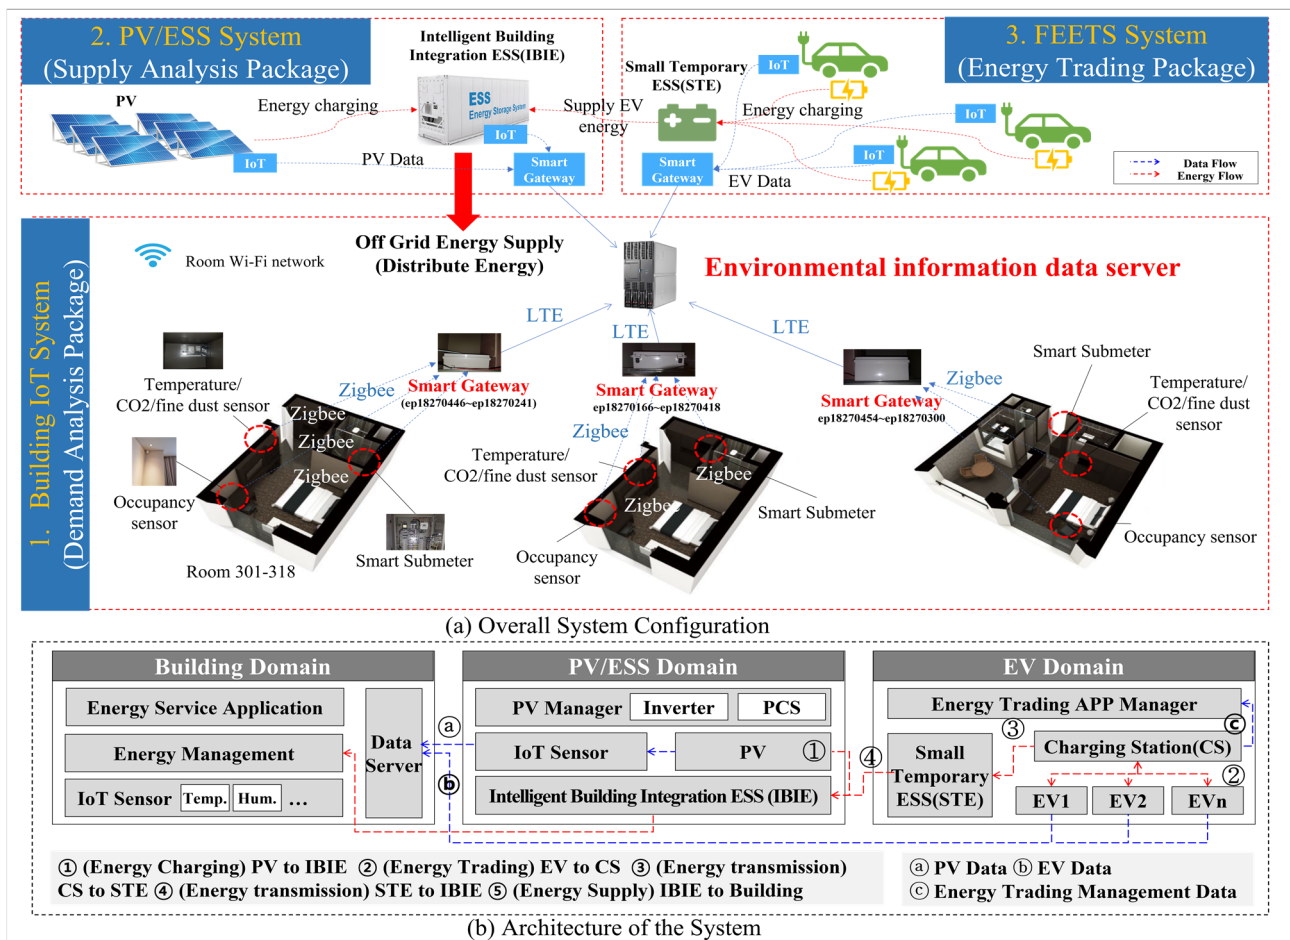 2. PV/ESS System
(Supply Analysis Package)
Intelligent Building
Integration ESS(IBIE)
PV
Energy charging
ESS
Energy Storage System
IoT
IoT
PV Data
Smart
Gateway
3. FEETS System
(Energy Trading Package)
Small Temporary
ESS(STE)
Supply EV
energy
Energy charging
IoT
IoT
IoT
Smart
Gateway
EV Data
Data Flow
Energy Flow
1. Building IoT System
(Demand Analysis Package)
Room Wi-Fi network
Off Grid Energy Supply
(Distribute Energy)
Environmental information data server
LTE
LTE
LTE
Temperature/
CO2/fine dust sensor
Zigbee
Smart Gateway
(ep18270446~ep18270241)
Zigbee
Zigbee
Zigbee
Occupancy
sensor
Smart Submeter
Room 301-318
Smart Gateway
ep18270166~ep18270418
Zigbee
Temperature/
CO2/fine dust sensor
Zigbee
Zigbee
Smart Submeter
Occupancy
sensor
Smart Gateway
ep18270454~ep18270300
Zigbee
Smart Submeter
Temperature/
CO2/fine dust
sensor
Occupancy sensor
(a) Overall System Configuration
Building Domain
Energy Service Application
Energy Management
IoT Sensor Temp. Hum. …
Data
Server
ⓐ
ⓑ
PV/ESS Domain
PV Manager Inverter PCS
IoT Sensor PV ①
Intelligent Building Integration ESS (IBIE)
④
EV Domain
Energy Trading APP Manager
③ ⓒ
Charging Station(CS)
Small
Temporary
ESS(STE)
②
EV1 EV2 EVn
① (Energy Charging) PV to IBIE ② (Energy Trading) EV to CS ③ (Energy transmission)
CS to STE ④ (Energy transmission) STE to IBIE ⑤ (Energy Supply) IBIE to Building
ⓐ PV Data ⓑ EV Data
ⓒ Energy Trading Management Data
(b) Architecture of the System